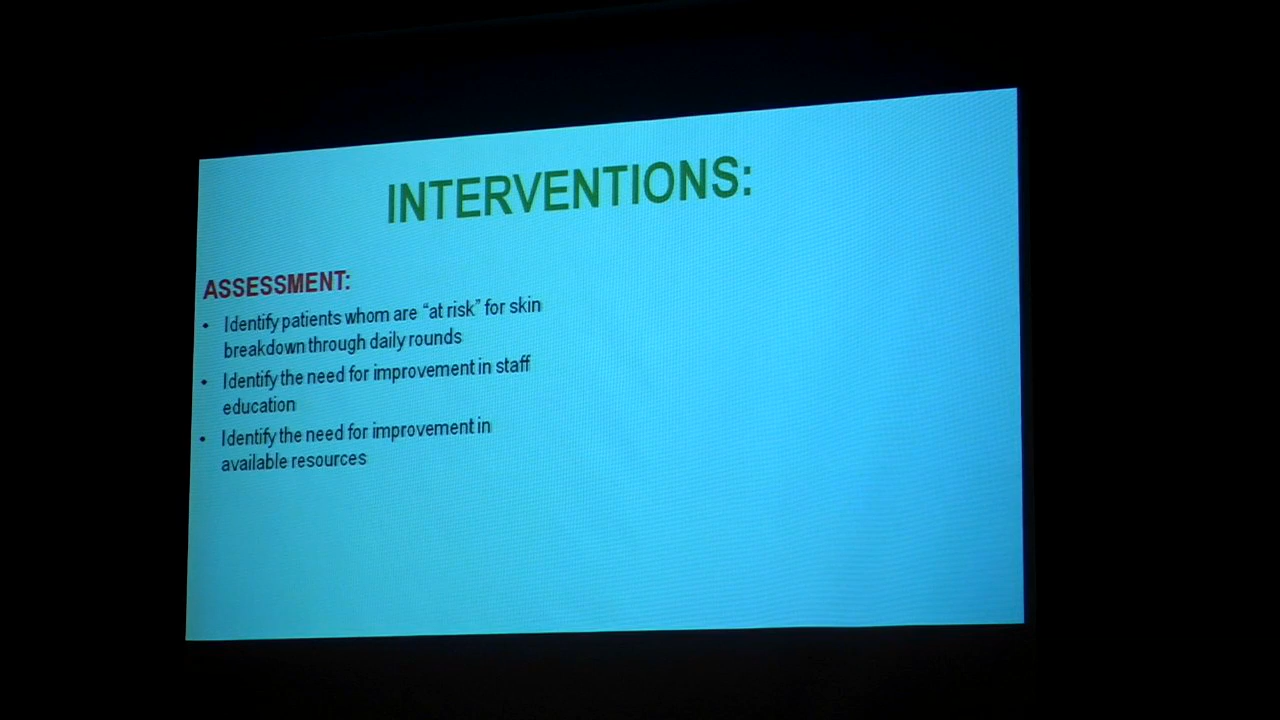 INTERVENTIONS:
ASSESSMENT:
• Identify patients whom are “at risk” for skin
breakdown through daily rounds
• Identify the need for improvement in staff
education
• Identify the need for improvement in
available resources